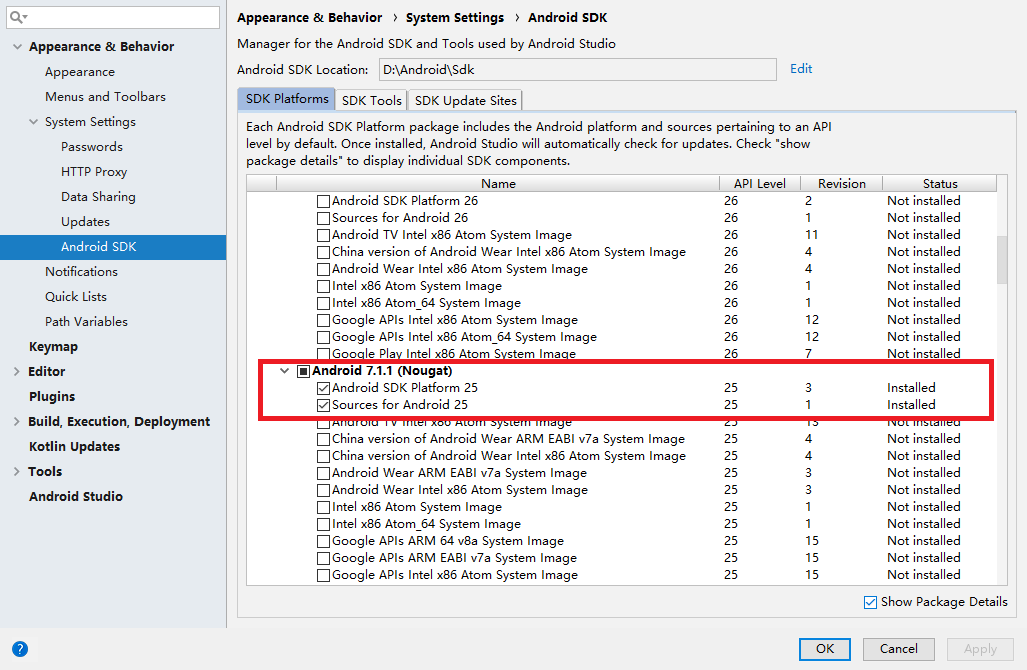 Appearance & Behavior
Appearance
Menus and Toolbars
System Settings
Passwords
HTTP Proxy
Data Sharing
Updates
Android SDK
Notifications
Quick Lists
Path Variables
Keymap
Editor
Plugins
Build, Execution, Deployment
Kotlin Updates
Tools
Android Studio
Appearance & Behavior › System Settings › Android SDK
Manager for the Android SDK and Tools used by Android Studio
Android SDK Location: D:\Android\Sdk Edit
SDK Platforms SDK Tools SDK Update Sites
Each Android SDK Platform package includes the Android platform and sources pertaining to an API
level by default. Once installed, Android Studio will automatically check for updates. Check "show
package details" to display individual SDK components.
Name API Level Revision Status
Android SDK Platform 26 26 2 Not installed
Sources for Android 26 26 1 Not installed
Android TV Intel x86 Atom System Image 26 11 Not installed
China version of Android Wear Intel x86 Atom System Image 26 4 Not installed
Android Wear Intel x86 Atom System Image 26 4 Not installed
Intel x86 Atom System Image 26 1 Not installed
Intel x86 Atom_64 System Image 26 1 Not installed
Google APIs Intel x86 Atom System Image 26 12 Not installed
Google APIs Intel x86 Atom_64 System Image 26 12 Not installed
Google Play Intel x86 Atom System Image 26 7 Not installed
Android 7.1.1 (Nougat)
Android SDK Platform 25 25 3 Installed
Sources for Android 25 25 1 Installed
Android TV Intel x86 Atom System Image 25 13 Not installed
China version of Android Wear ARM EABI v7a System Image 25 4 Not installed
China version of Android Wear Intel x86 Atom System Image 25 4 Not installed
Android Wear ARM EABI v7a System Image 25 3 Not installed
Android Wear Intel x86 Atom System Image 25 3 Not installed
Intel x86 Atom System Image 25 1 Not installed
Intel x86 Atom_64 System Image 25 1 Not installed
Google APIs ARM 64 v8a System Image 25 15 Not installed
Google APIs ARM EABI v7a System Image 25 15 Not installed
Google APIs Intel x86 Atom System Image 25 15 Not installed
Show Package Details
? OK Cancel Apply